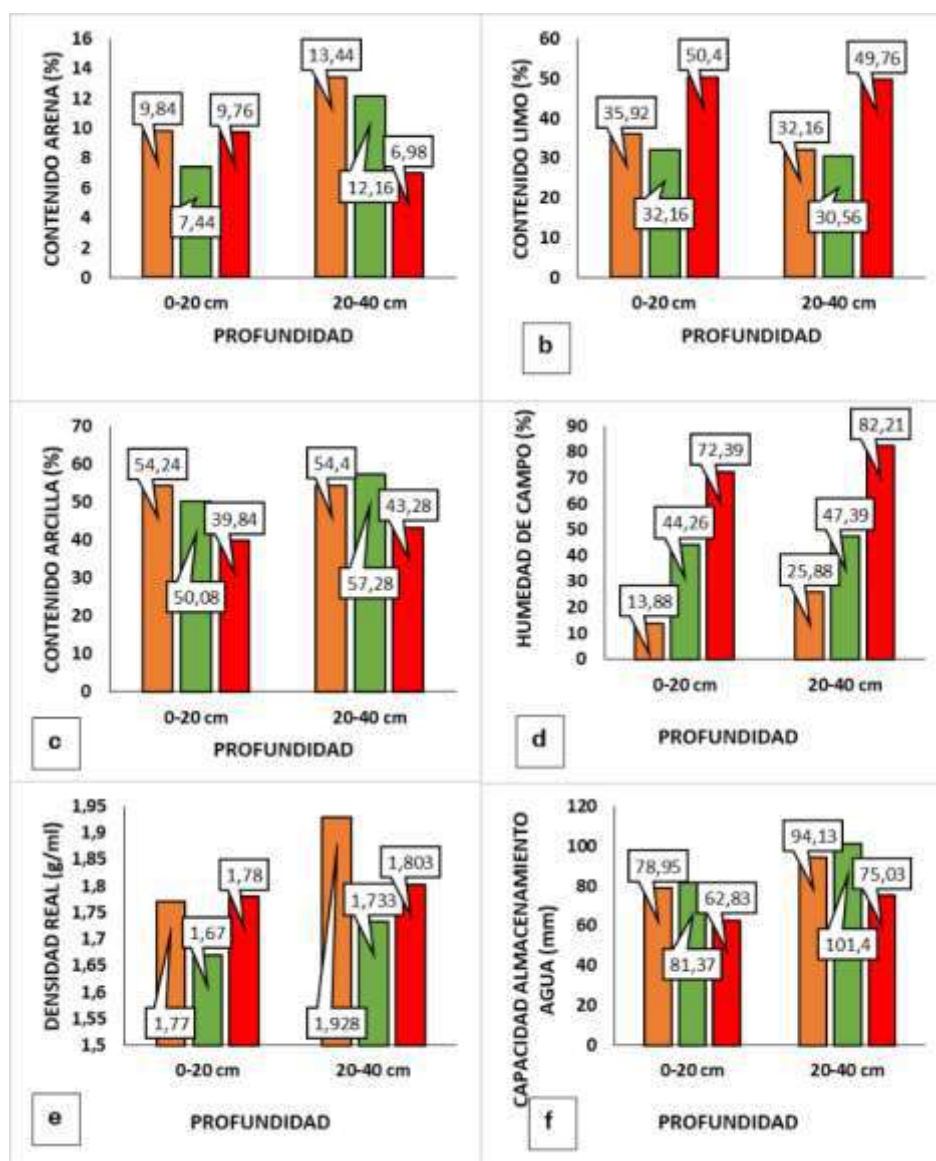 CONTENIDO ARENA (%)
16
14
12
10
8
6
4
2
0
9,84
7,44
9,76
13,44
12,16
6,98
0-20 cm
20-40 cm
PROFUNDIDAD
CONTENIDO LIMO (%)
60
50
40
30
20
10
0
35,92
32,16
50,4
32,16
30,56
49,76
0-20 cm
20-40 cm
PROFUNDIDAD
b
CONTENIDO ARCILLA (%)
70
60
50
40
30
20
10
0
54,24
50,08
39,84
54,4
57,28
43,28
0-20 cm
20-40 cm
PROFUNDIDAD
c
HUMEDAD DE CAMPO (%)
90
80
70
60
50
40
30
20
10
0
13,88
44,26
72,39
25,88
47,39
82,21
0-20 cm
20-40 cm
PROFUNDIDAD
d
DENSIDAD REAL (g/ml)
1,95
1,9
1,85
1,8
1,75
1,7
1,65
1,6
1,55
1,5
1,77
1,67
1,78
1,928
1,733
1,803
0-20 cm
20-40 cm
PROFUNDIDAD
e
CAPACIDAD ALMACENAMIENTO
AGUA (mm)
120
100
80
60
40
20
0
78,95
81,37
62,83
94,13
101,4
75,03
0-20 cm
20-40 cm
PROFUNDIDAD
f